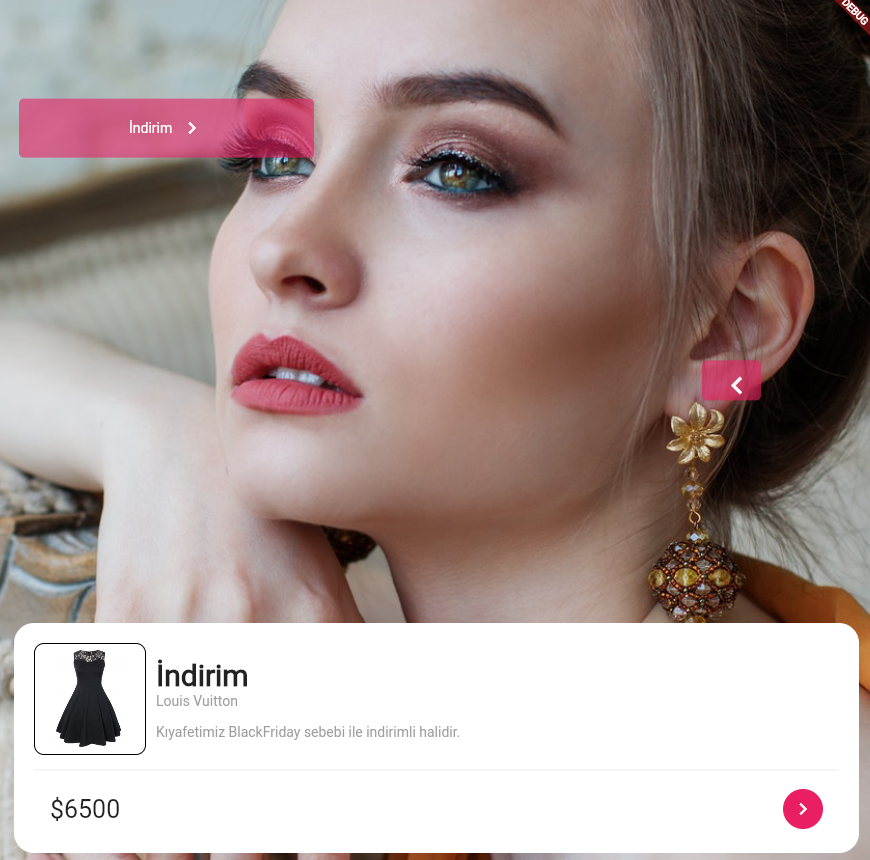 DEBUG
İndirim
İndirim
Louis Vuitton
Kıyafetimiz BlackFriday sebebi ile indirimli halidir.
$6500